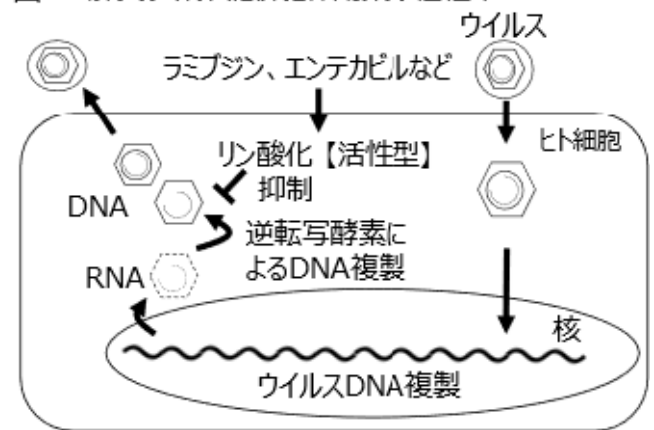 ウイルス
ラミブジン、エンテカビルなど
ヒト細胞
リン酸化【活性型】
抑制
DNA
逆転写酵素に
よるDNA複製
RNA
核
ウイルスDNA複製